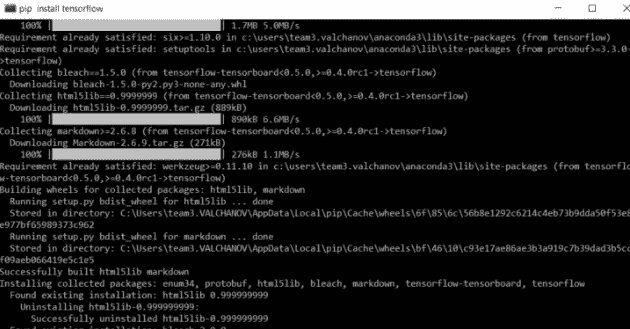 pip install tensorflow
100% | | 1.7MB 5.0MB/s
Requirement already satisfied: six>=1.10.0 in c:\users\team3.valchanov\anaconda3\lib\site-packages (from tensorflow)
Requirement already satisfied: setuptools in c:\users\team3.valchanov\anaconda3\lib\site-packages (from protobuf>=3.3.0-
>tensorflow)
Collecting bleach==1.5.0 (from tensorflow-tensorboard<0.5.0,>=0.4.0rc1->tensorflow)
Downloading bleach-1.5.0-py2.py3-none-any.whl
Collecting html5lib==0.9999999 (from tensorflow-tensorboard<0.5.0,>=0.4.0rc1->tensorflow)
Downloading html5lib-0.9999999.tar.gz (889kB)
100% | | 890kB 6.6MB/s
Collecting markdown>=2.6.8 (from tensorflow-tensorboard<0.5.0,>=0.4.0rc1->tensorflow)
Downloading Markdown-2.6.9.tar.gz (271kB)
100% | | 276kB 1.1MB/s
Requirement already satisfied: werkzeug>=0.11.10 in c:\users\team3.valchanov\anaconda3\lib\site-packages (from tensorflo
w-tensorboard<0.5.0,>=0.4.0rc1->tensorflow)
Building wheels for collected packages: html5lib, markdown
Running setup.py bdist_wheel for html5lib ... done
Stored in directory: C:\Users\team3.VALCHANOV\AppData\Local\pip\Cache\wheels\6f\85\6c\56b8e1292c6214c4eb73b9dda50f53e8
e977bf65989373c962
Running setup.py bdist_wheel for markdown ... done
Stored in directory: C:\Users\team3.VALCHANOV\AppData\Local\pip\Cache\wheels\bf\46\10\c93e17ae86ae3b3a919c7b39dad3b5cc
f09aeb066419e5c1e5
Successfully built html5lib markdown
Installing collected packages: enum34, protobuf, html5lib, bleach, markdown, tensorflow-tensorboard, tensorflow
Found existing installation: html5lib 0.999999999
Uninstalling html5lib-0.999999999:
Successfully uninstalled html5lib-0.999999999